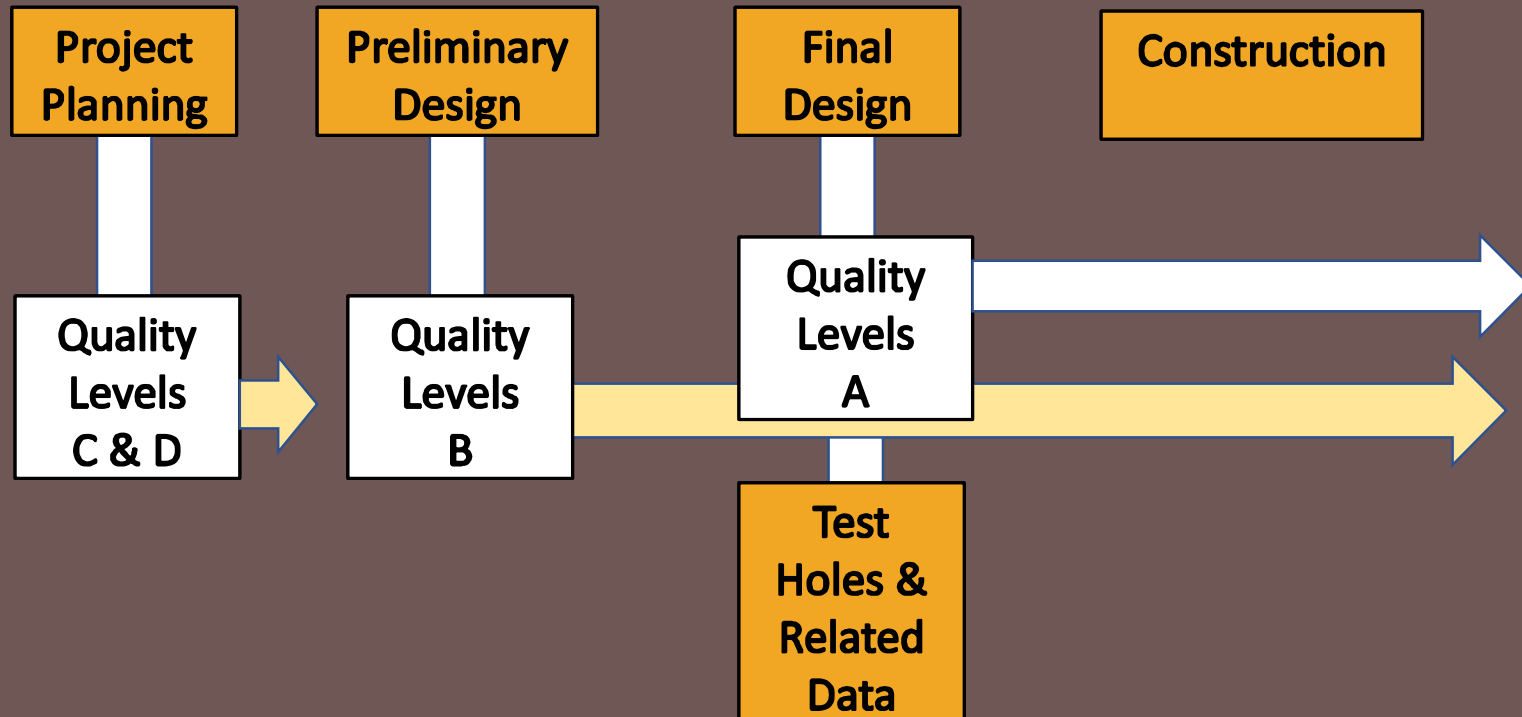 Project
Planning
Preliminary
Design
Final
Design
Construction
Quality
Levels
C & D
Quality
Levels
B
Quality
Levels
A
Test
Holes &
Related
Data